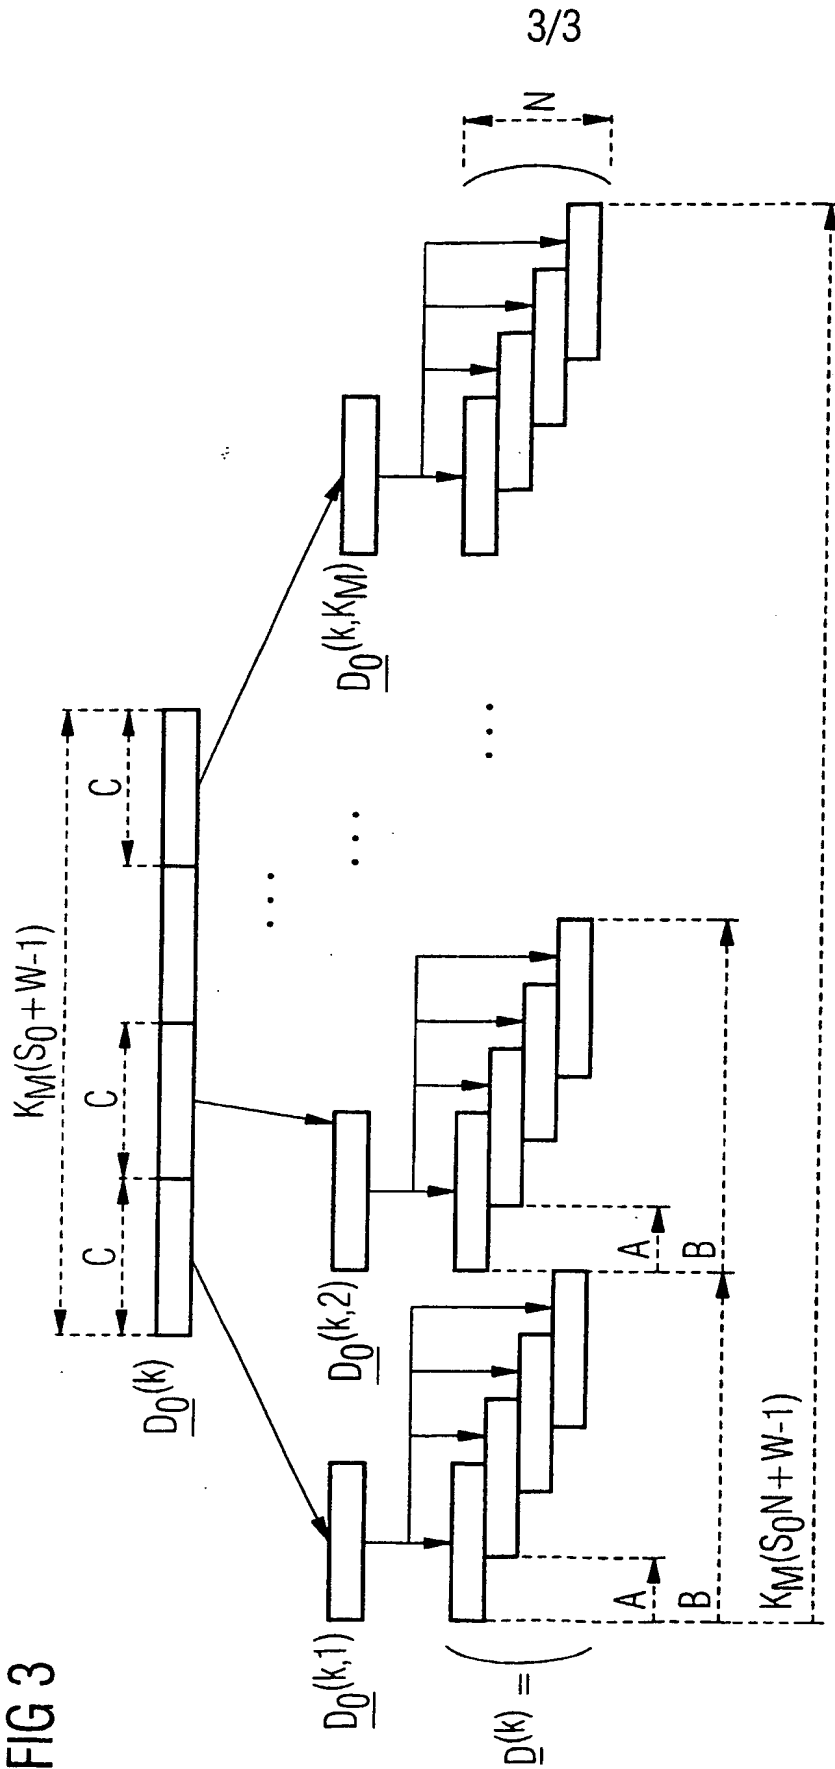 3/3
FIG 3
K_M(S_0+W-1)
C
C
C
D_0^(k)
D_0^(k,1)
D_0^(k,2)
...
...
D_0^(k,K_M)
D^(k) =
...
N
A
A
B
B
K_M(S_0N+W-1)